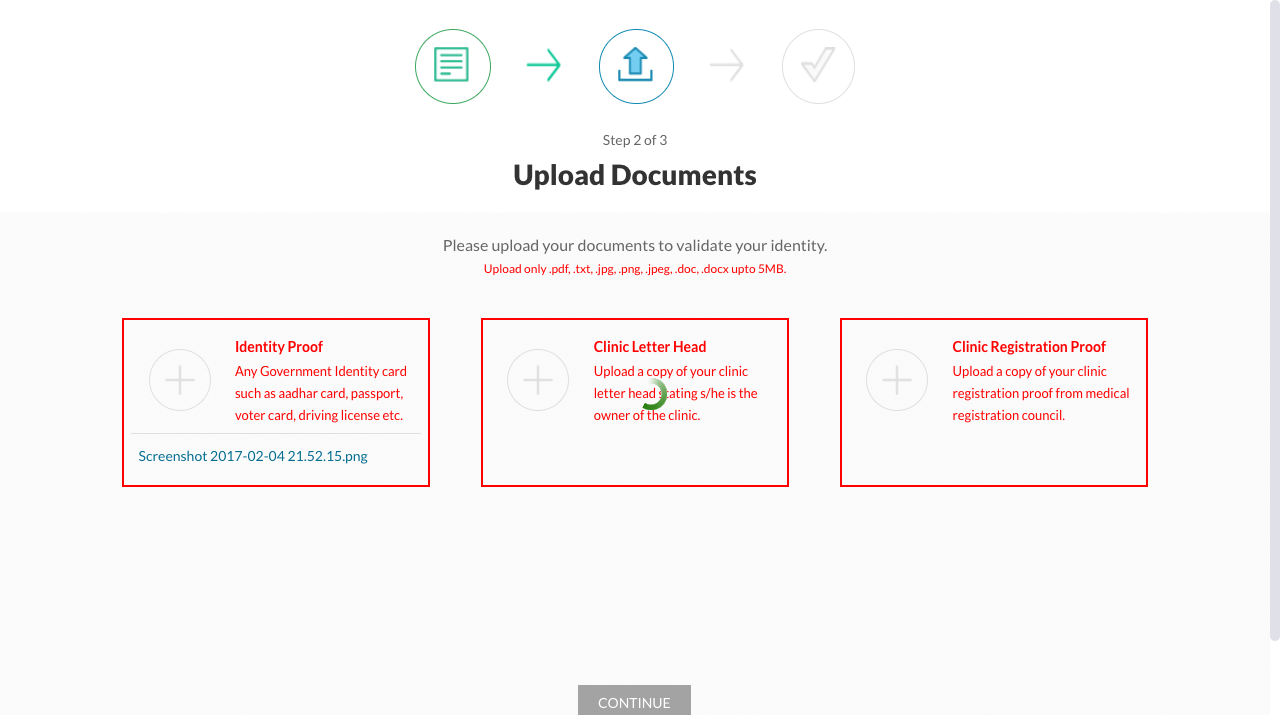 Step 2 of 3
Upload Documents
Please upload your documents to validate your identity.
Upload only .pdf, .txt, .jpg, .png, .jpeg, .doc, .docx upto 5MB.
Identity Proof
Any Government Identity card
such as aadhar card, passport,
voter card, driving license etc.
Screenshot 2017-02-04 21.52.15.png
Clinic Letter Head
Upload a copy of your clinic
letter head stating s/he is the
owner of the clinic.
Clinic Registration Proof
Upload a copy of your clinic
registration proof from medical
registration council.
CONTINUE